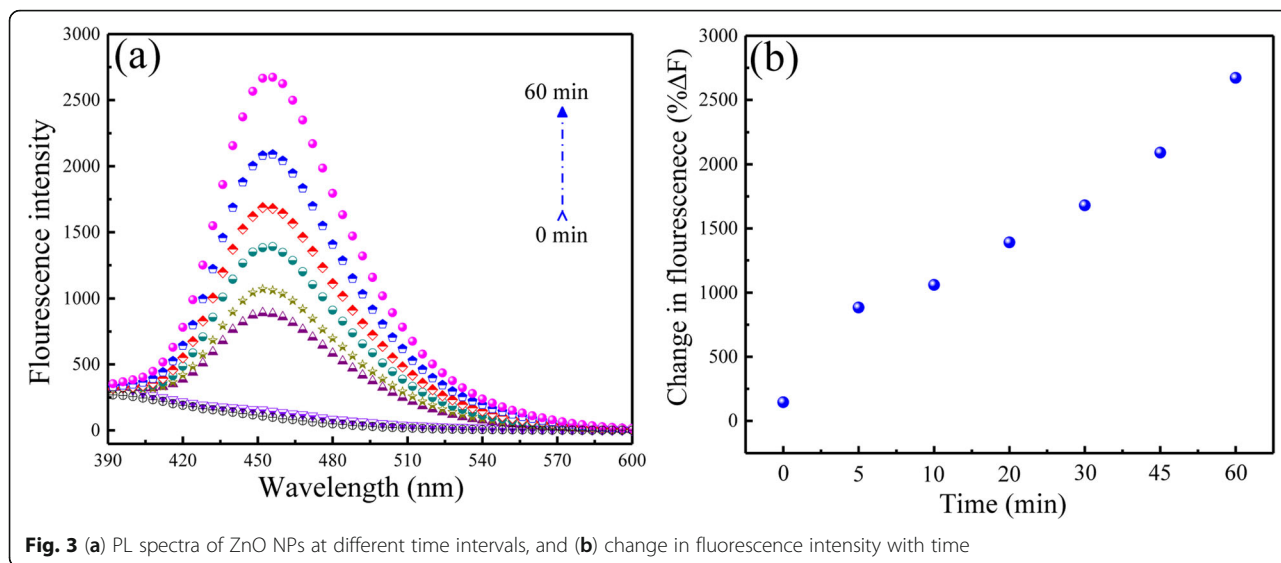 (a)
3000
2500
2000
1500
1000
500
0
Flourescence intensity
60 min
0 min
390 420 450 480 510 540 570 600
Wavelength (nm)
(b)
3000
2500
2000
1500
1000
500
0
Change in flourescenece (%ΔF)
0 5 10 20 30 45 60
Time (min)
Fig. 3 (a) PL spectra of ZnO NPs at different time intervals, and (b) change in fluorescence intensity with time